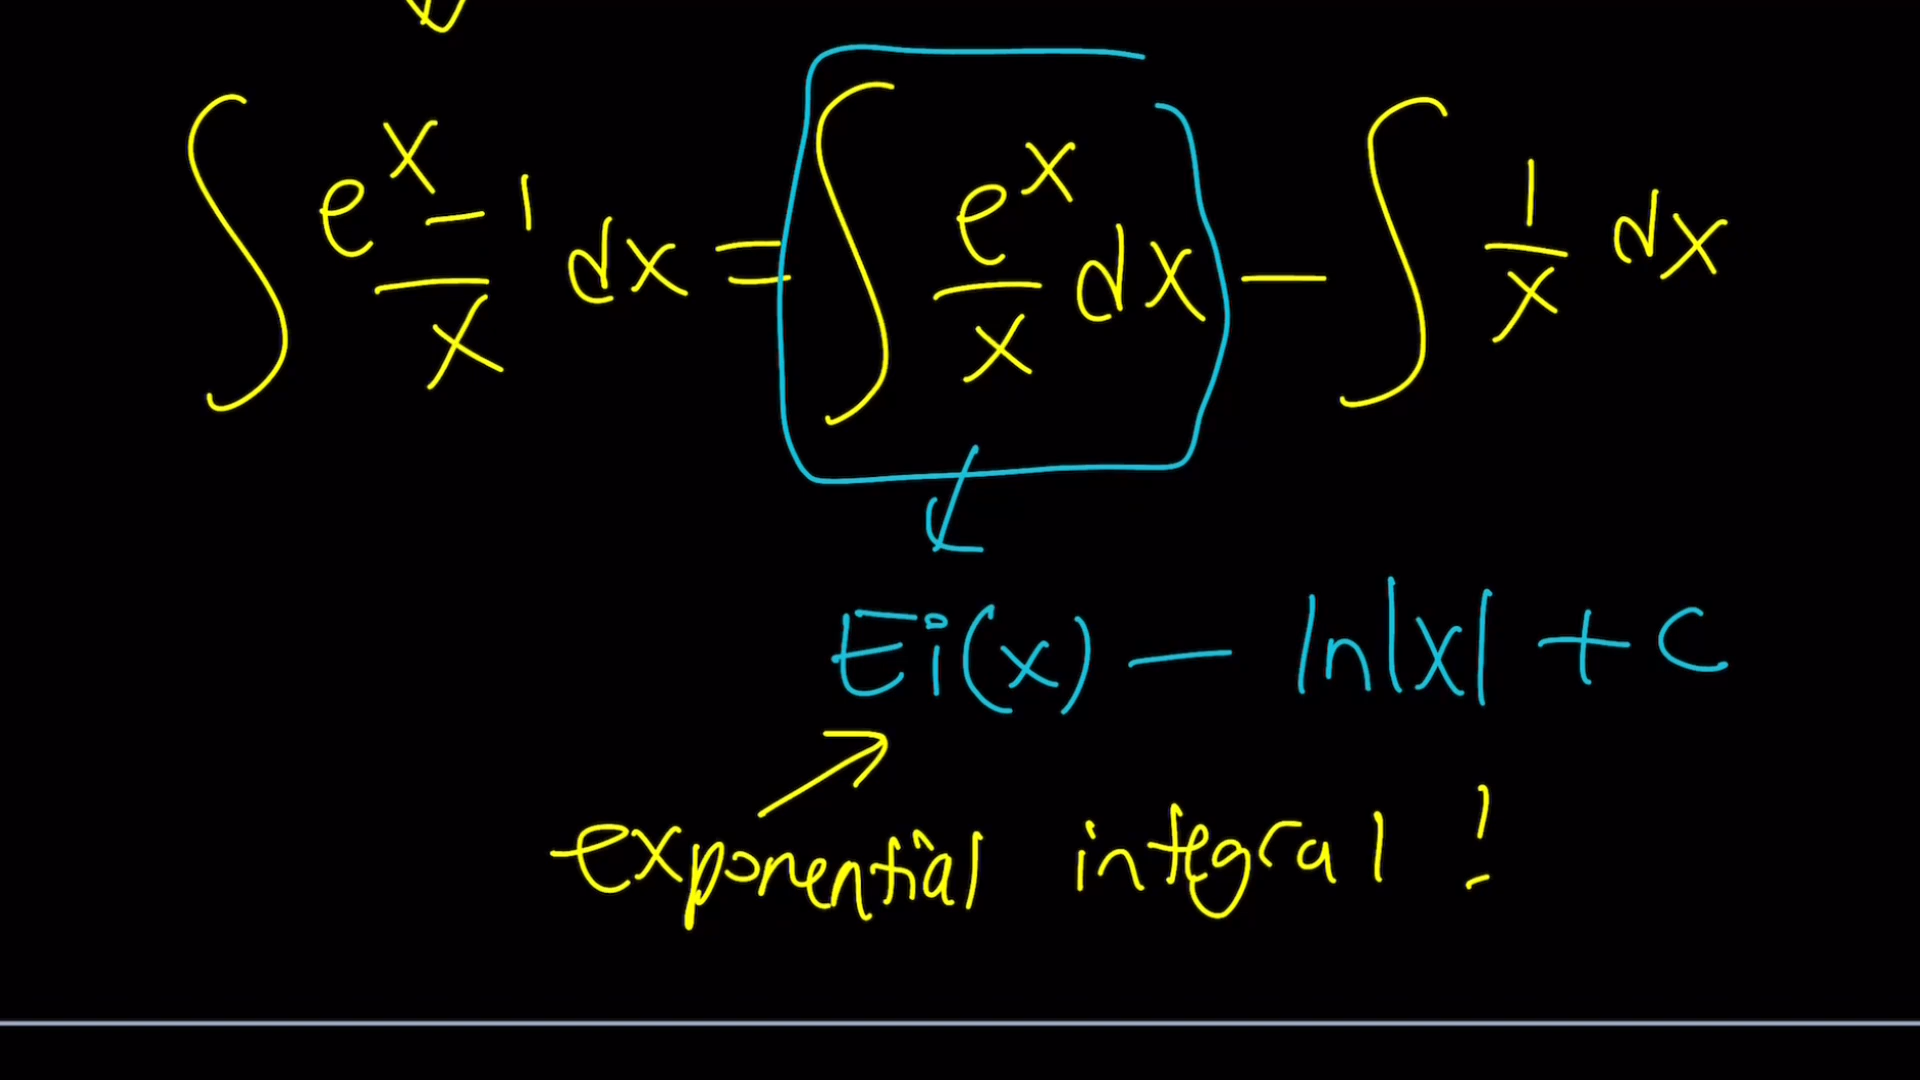 ∫ (e^x − 1)/x dx = ∫ e^x/x dx − ∫ 1/x dx
Ei(x) − ln|x| + C
exponential integral !